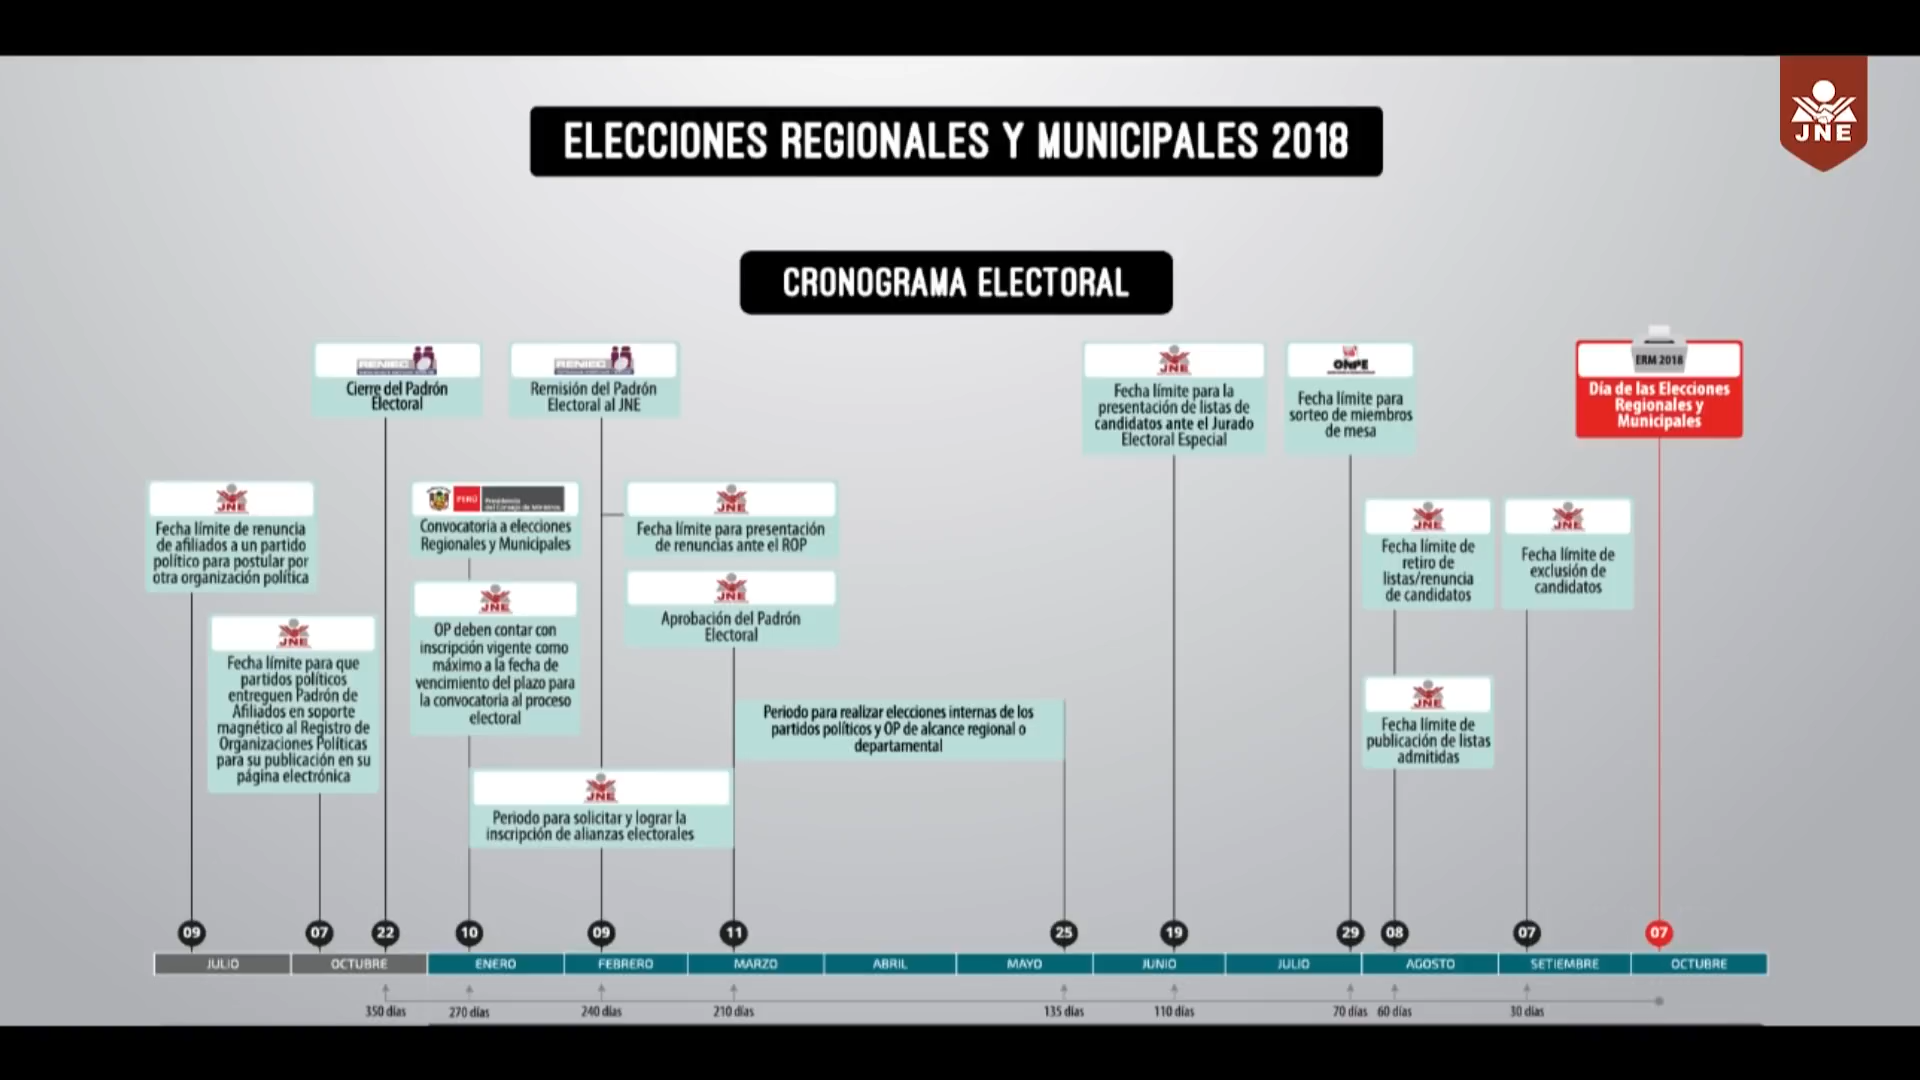 JNE
ELECCIONES REGIONALES Y MUNICIPALES 2018
CRONOGRAMA ELECTORAL
RENIEC
Cierre del Padrón
Electoral
RENIEC
Remisión del Padrón
Electoral al JNE
JNE
Fecha límite para la
presentación de listas de
candidatos ante el Jurado
Electoral Especial
ONPE
Fecha límite para
sorteo de miembros
de mesa
ERM 2018
Día de las Elecciones
Regionales y
Municipales
JNE
Fecha límite de renuncia
de afiliados a un partido
político para postular por
otra organización política
PERÚ
Presidencia
del Consejo de Ministros
Convocatoria a elecciones
Regionales y Municipales
JNE
Fecha límite para presentación
de renuncias ante el ROP
JNE
Fecha límite de
retiro de
listas/renuncia
de candidatos
JNE
Fecha límite de
exclusión de
candidatos
JNE
Fecha límite para que
partidos políticos
entreguen Padrón de
Afiliados en soporte
magnético al Registro de
Organizaciones Políticas
para su publicación en su
página electrónica
JNE
OP deben contar con
inscripción vigente como
máximo a la fecha de
vencimiento del plazo para
la convocatoria al proceso
electoral
JNE
Aprobación del Padrón
Electoral
JNE
Fecha límite de
publicación de listas
admitidas
Periodo para realizar elecciones internas de los
partidos políticos y OP de alcance regional o
departamental
JNE
Periodo para solicitar y lograr la
inscripción de alianzas electorales
09 07 22 10 09 11 25 19 29 08 07 07
JULIO OCTUBRE ENERO FEBRERO MARZO ABRIL MAYO JUNIO JULIO AGOSTO SETIEMBRE OCTUBRE
350 días 270 días 240 días 210 días 135 días 110 días 70 días 60 días 30 días